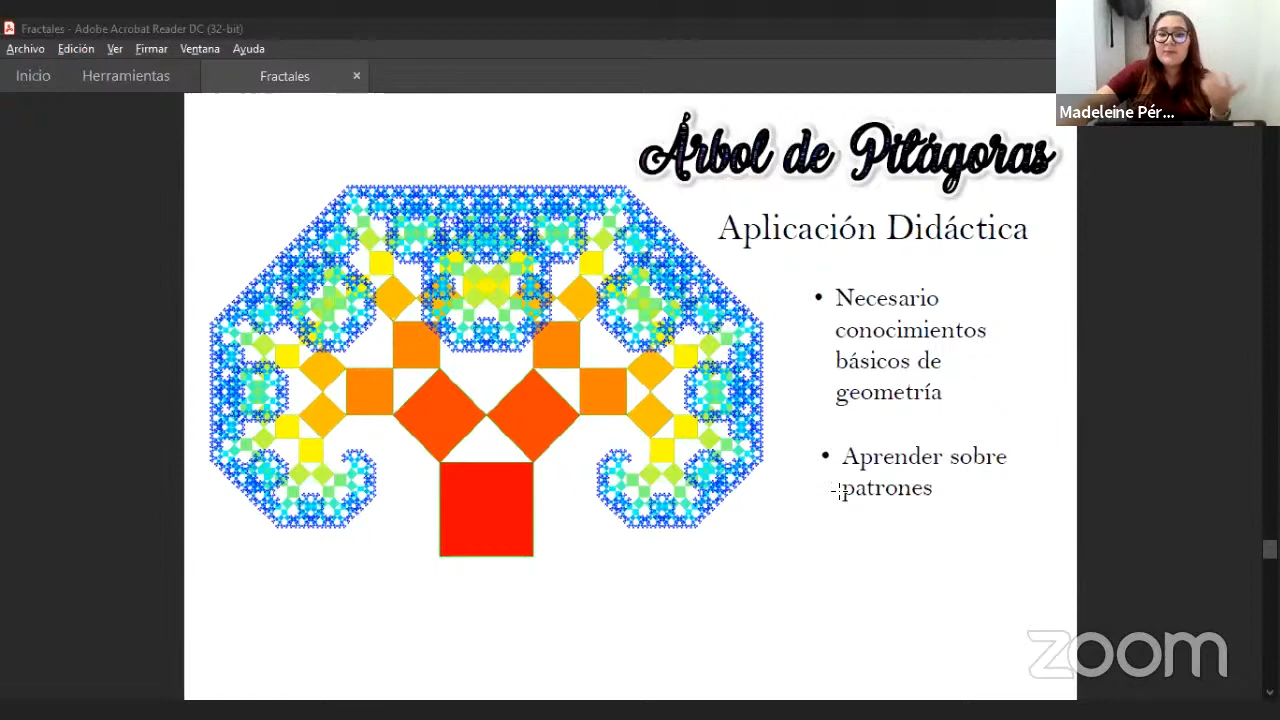 Fractales - Adobe Acrobat Reader DC (32-bit)
Archivo Edición Ver Firmar Ventana Ayuda
Inicio Herramientas Fractales ×
Madeleine Pér...
Árbol de Pitágoras
Aplicación Didáctica
• Necesario
conocimientos
básicos de
geometría
• Aprender sobre
patrones
zoom